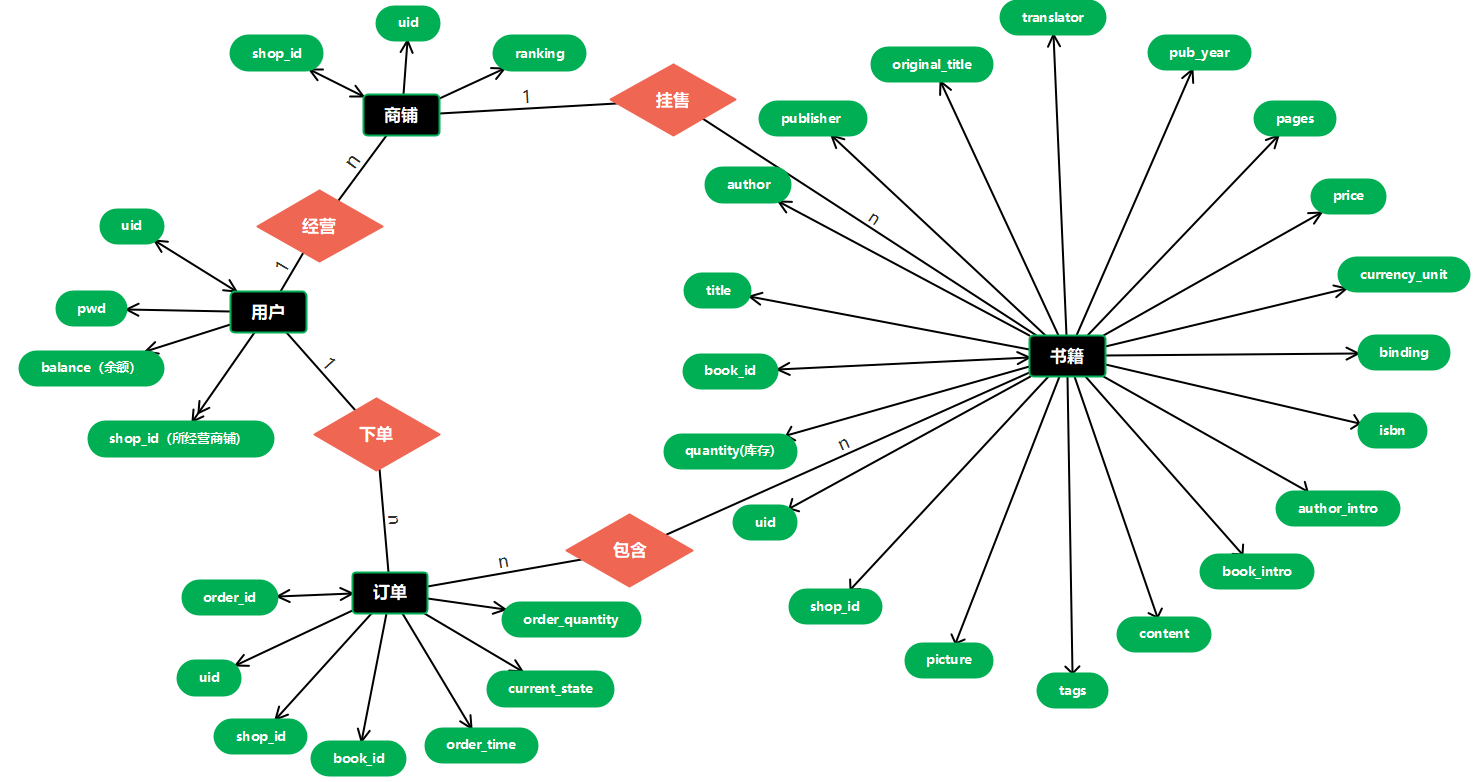 uid
shop_id
ranking
商铺
1
挂售
n
经营
1
n
uid
pwd
用户
balance（余额）
shop_id（所经营商铺）
1
下单
n
translator
original_title
pub_year
publisher
pages
author
price
title
currency_unit
书籍
binding
book_id
isbn
quantity(库存)
n
uid
author_intro
包含
n
book_intro
shop_id
content
picture
tags
订单
order_id
order_quantity
uid
current_state
shop_id
book_id
order_time